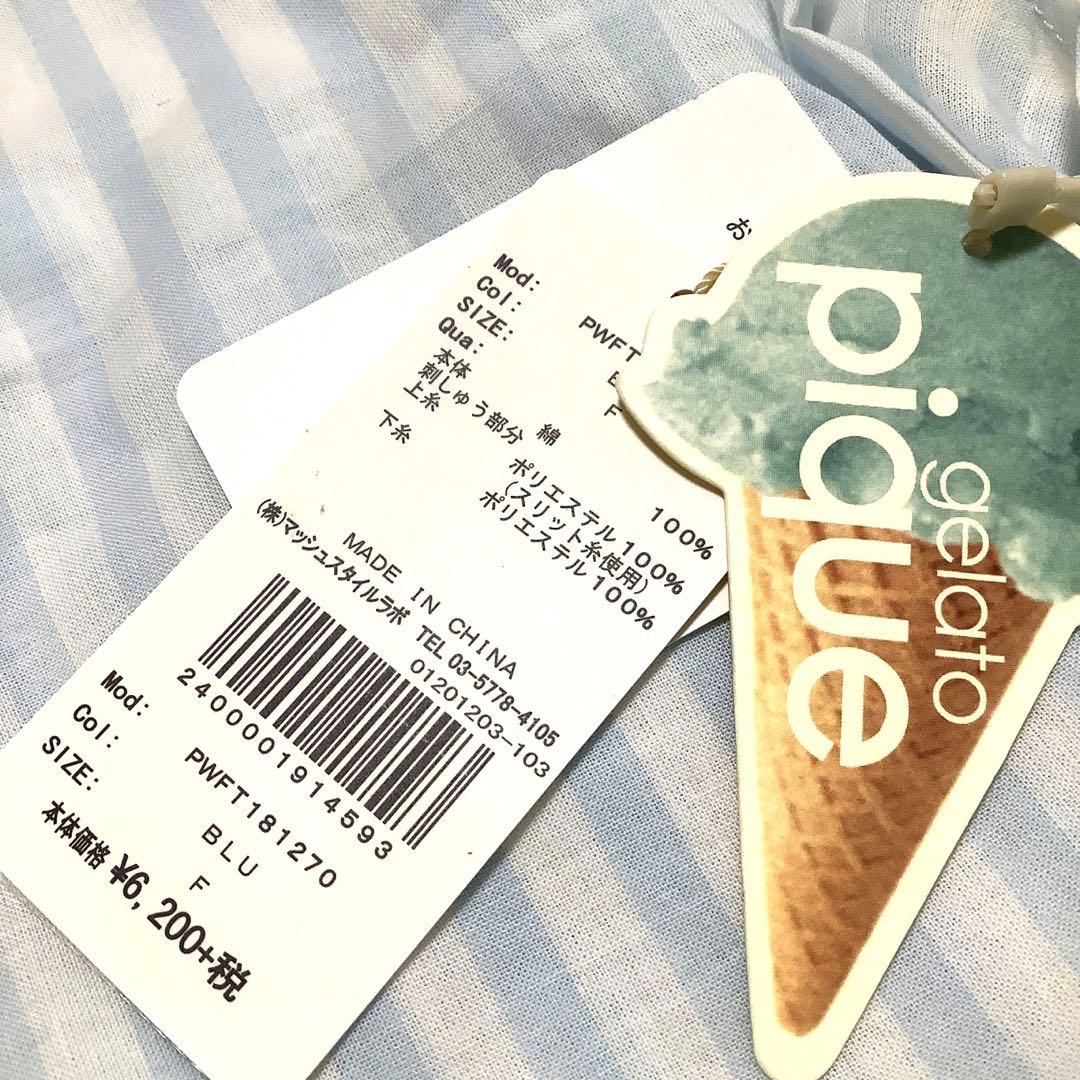 お
Mod:
PWFT
Col:
SIZE:
F
Qua:
本体 綿 100%
刺しゅう部分
上糸 ポリエステル100%
(スリット糸使用)
下糸 ポリエステル100%
MADE IN CHINA
(株)マッシュスタイルラボ TEL 03-5778-4105
01201203-103
2400001914593
Mod: PWFT181270
Col: BLU
SIZE: F
本体価格 ¥6,200+税
gelato
pique